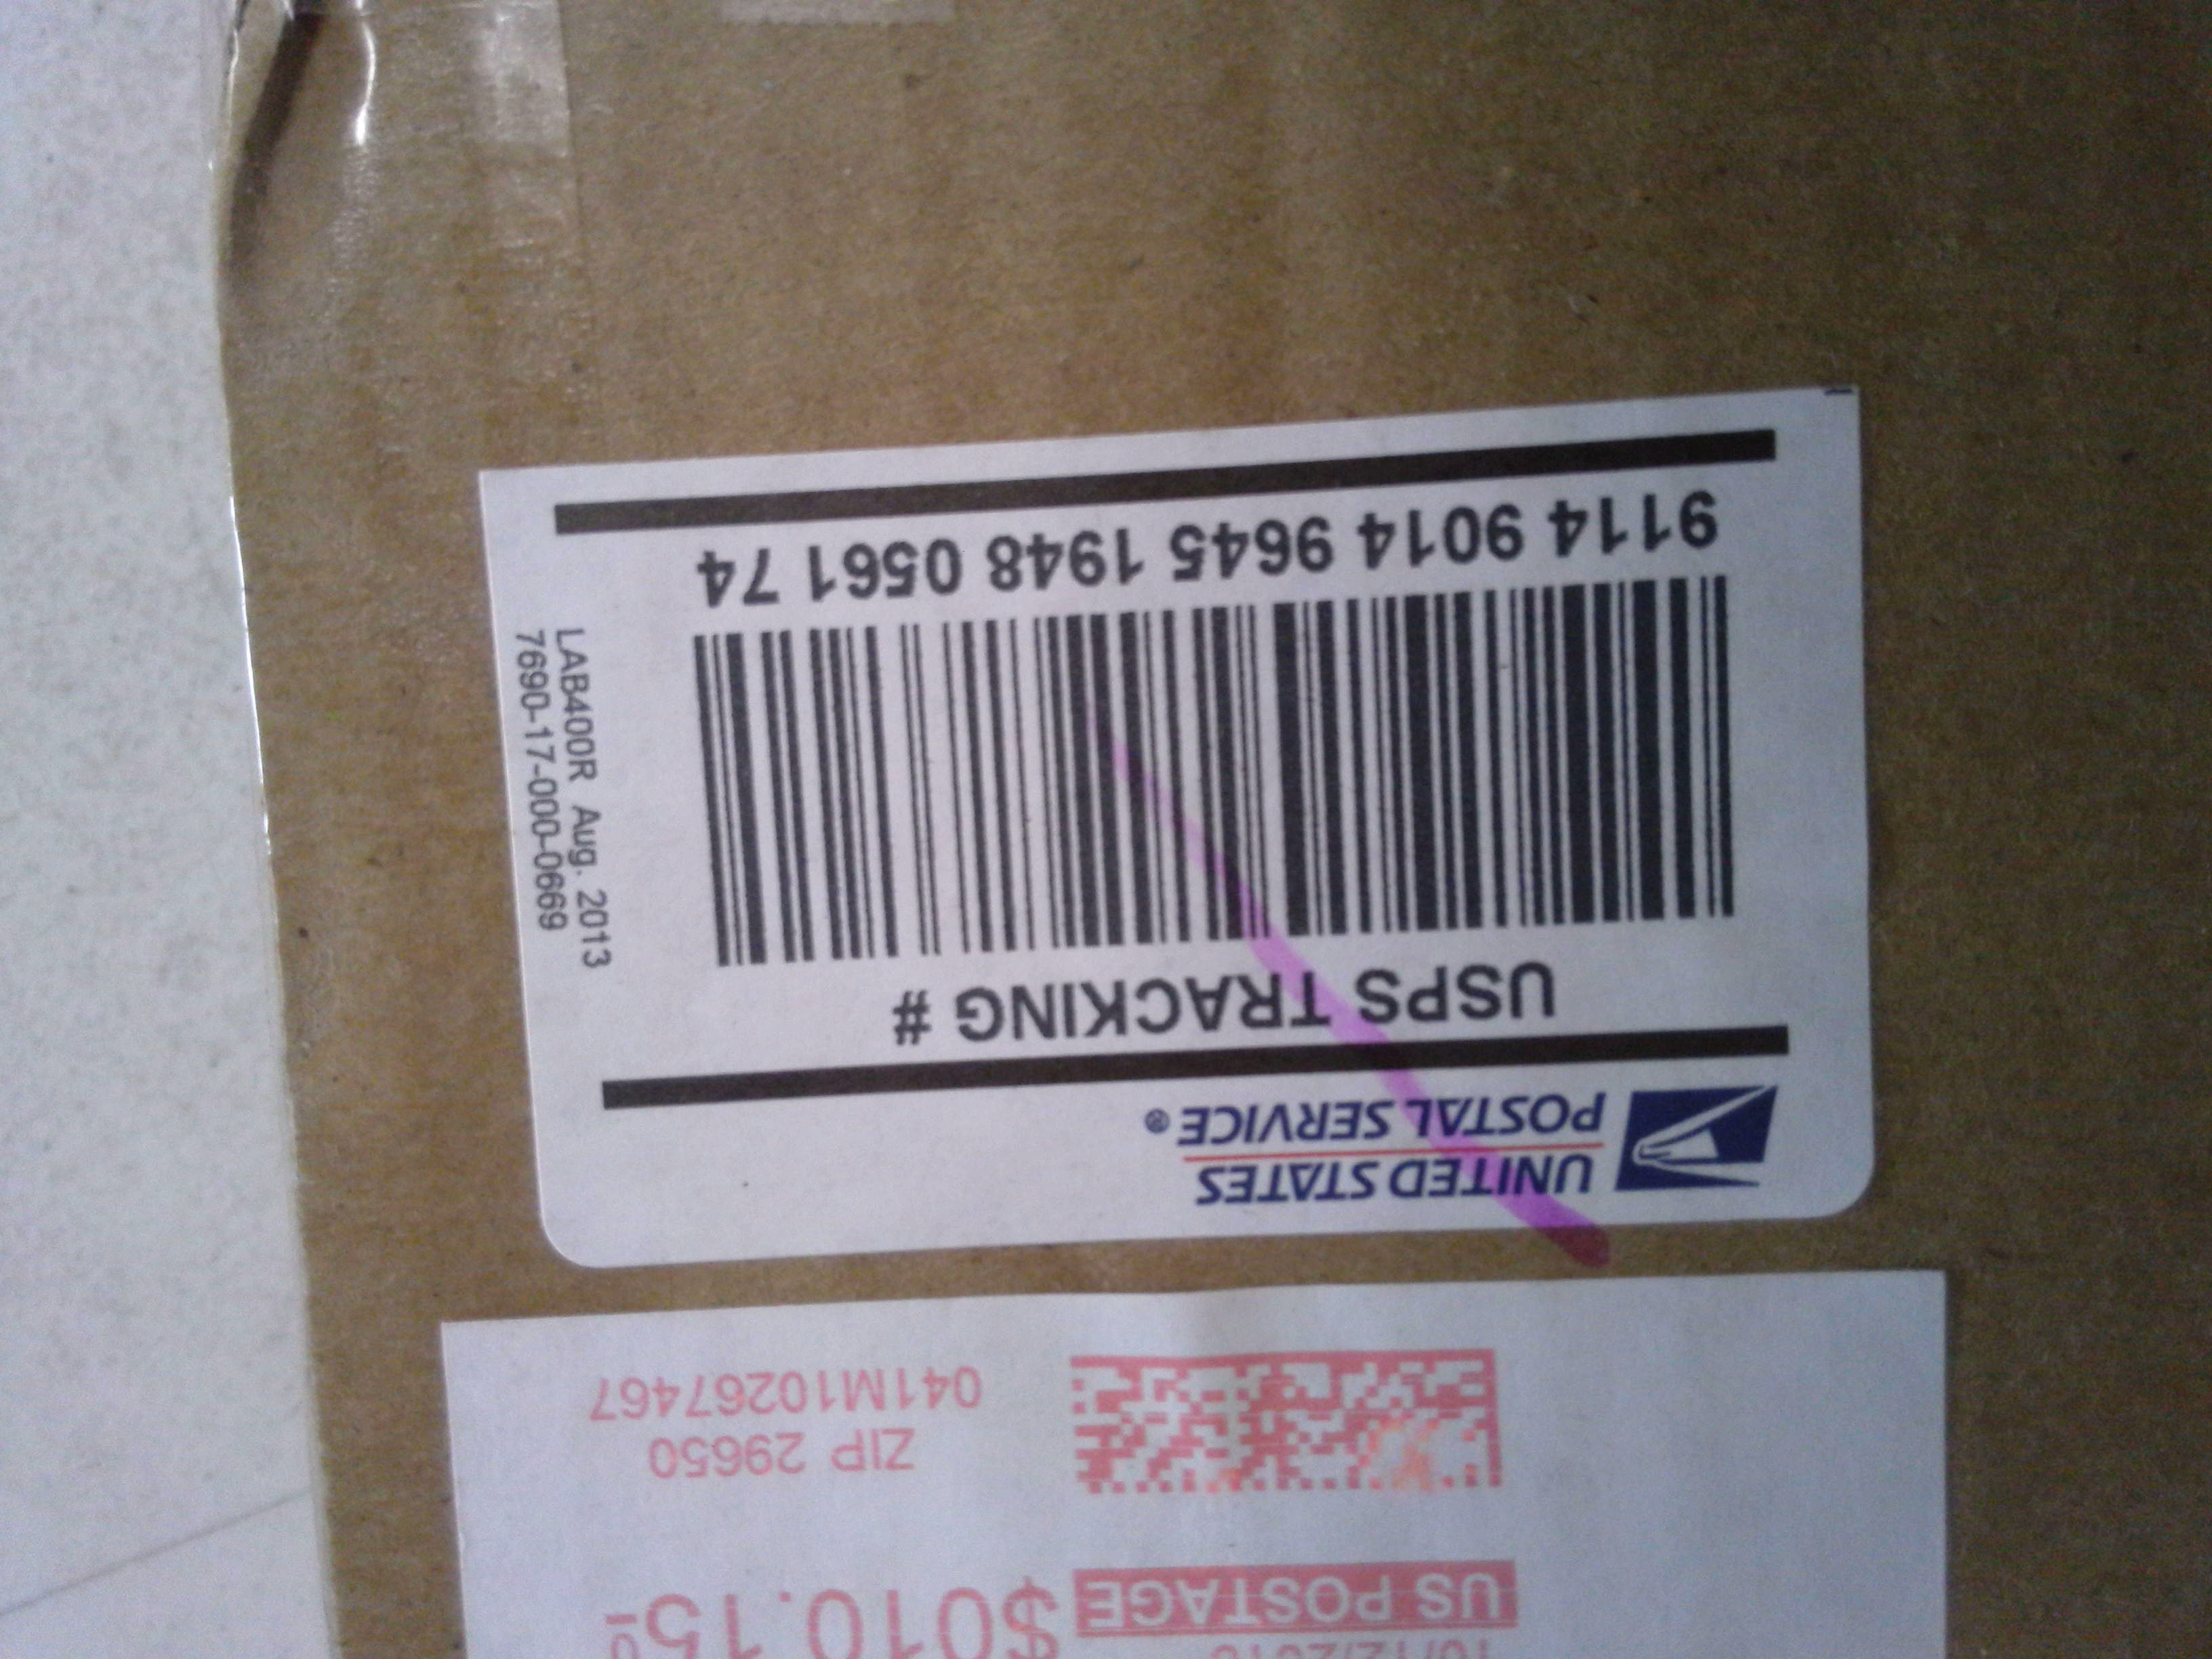 US POSTAGE $010.15⁰
ZIP 29650
041M10267467
UNITED STATES
POSTAL SERVICE®
USPS TRACKING #
9114 9014 9645 1948 0561 74
LAB400R Aug. 2013
7690-17-000-0669